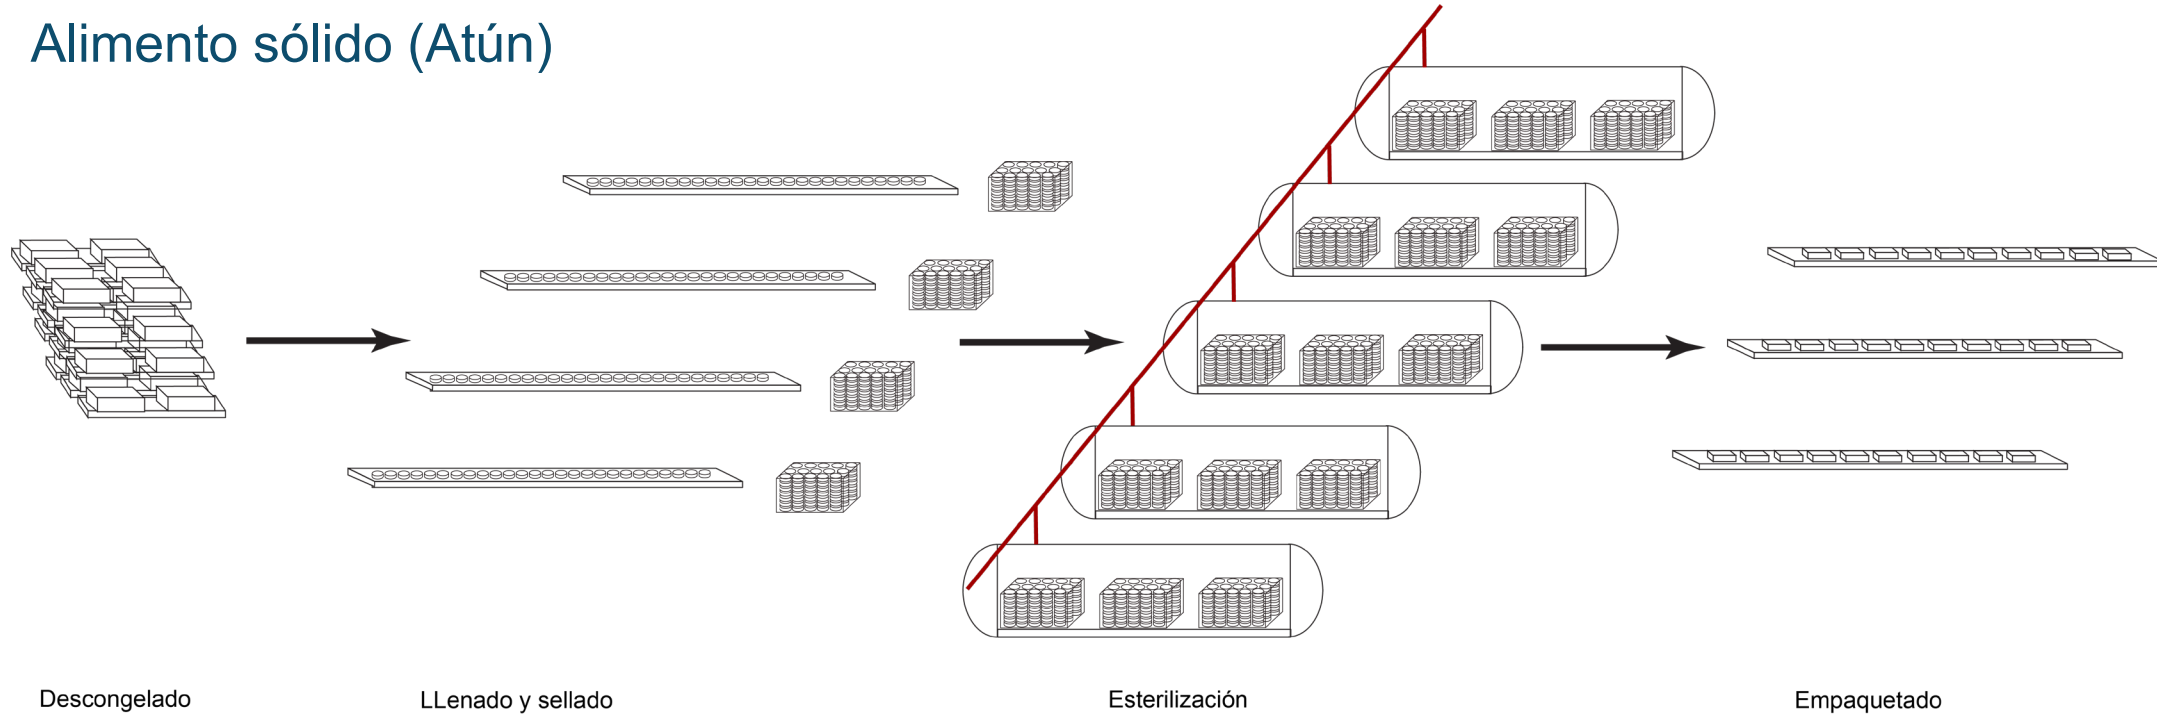 Alimento sólido (Atún)
Descongelado
LLenado y sellado
Esterilización
Empaquetado